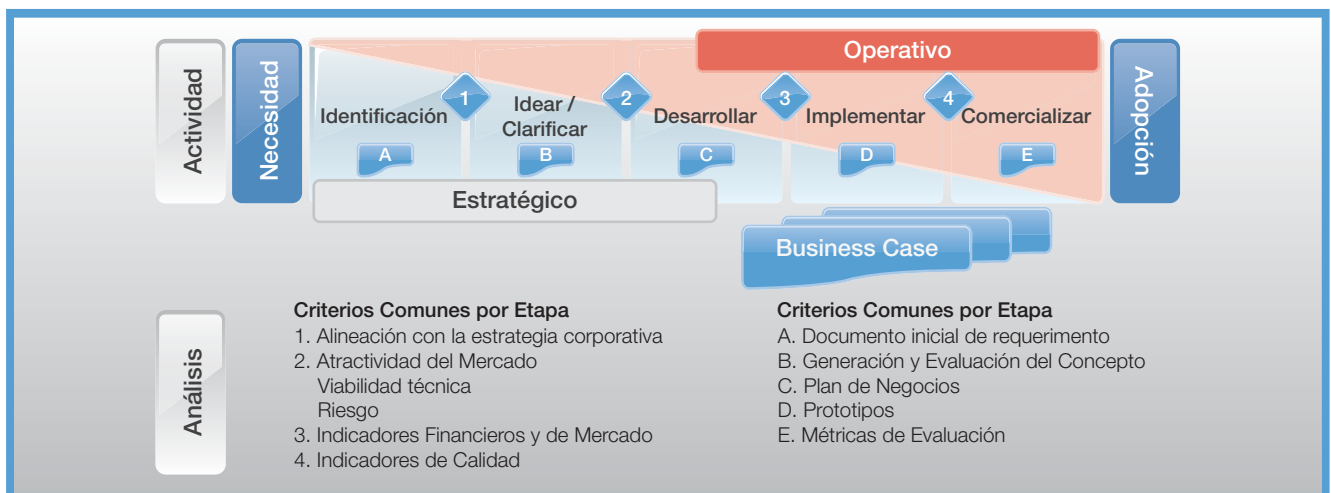 Actividad
Necesidad
Operativo
Adopción
1
2
3
4
Identificación
Idear /
Clarificar
Desarrollar
Implementar
Comercializar
A
B
C
D
E
Estratégico
Business Case
Análisis
Criterios Comunes por Etapa
1. Alineación con la estrategia corporativa
2. Atractividad del Mercado
Viabilidad técnica
Riesgo
3. Indicadores Financieros y de Mercado
4. Indicadores de Calidad
Criterios Comunes por Etapa
A. Documento inicial de requerimento
B. Generación y Evaluación del Concepto
C. Plan de Negocios
D. Prototipos
E. Métricas de Evaluación